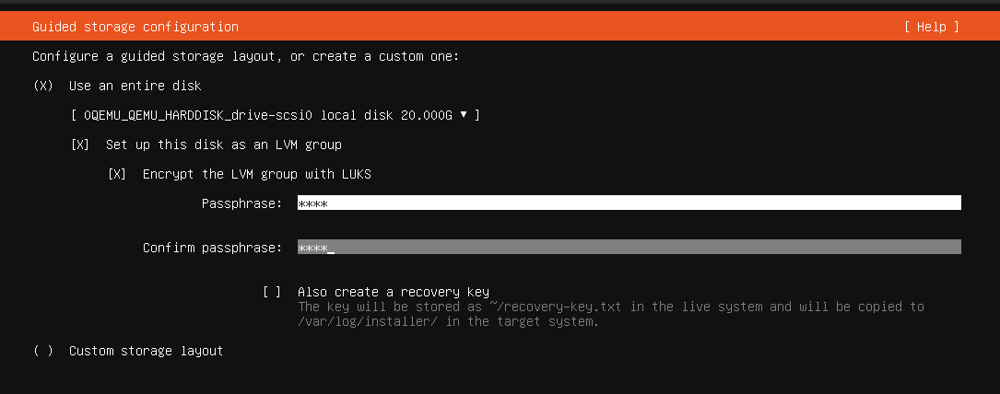 Guided storage configuration [ Help ]
Configure a guided storage layout, or create a custom one:
(X) Use an entire disk
[ 0QEMU_QEMU_HARDDISK_drive-scsi0 local disk 20.000G ▾ ]
[X] Set up this disk as an LVM group
[X] Encrypt the LVM group with LUKS
Passphrase: ****
Confirm passphrase: ****_
[ ] Also create a recovery key
The key will be stored as ~/recovery-key.txt in the live system and will be copied to
/var/log/installer/ in the target system.
( ) Custom storage layout